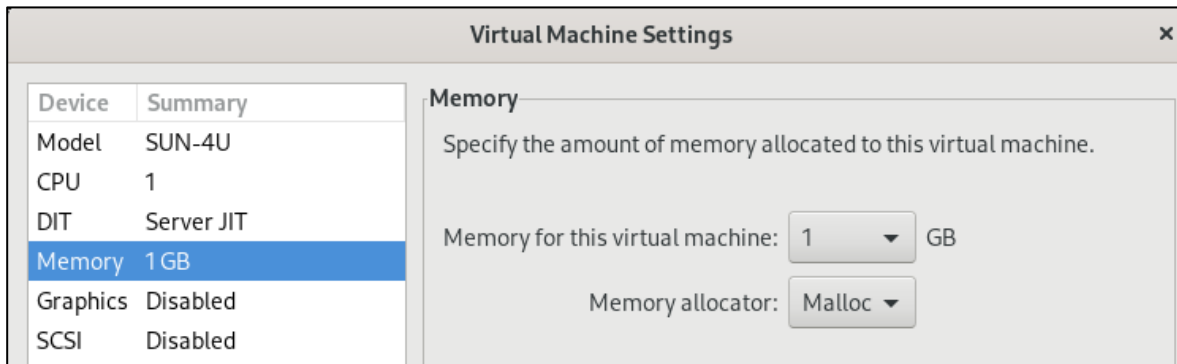 Virtual Machine Settings ×
Device Summary
Model SUN-4U
CPU 1
DIT Server JIT
Memory 1 GB
Graphics Disabled
SCSI Disabled
Memory
Specify the amount of memory allocated to this virtual machine.
Memory for this virtual machine: 1 GB
Memory allocator: Malloc